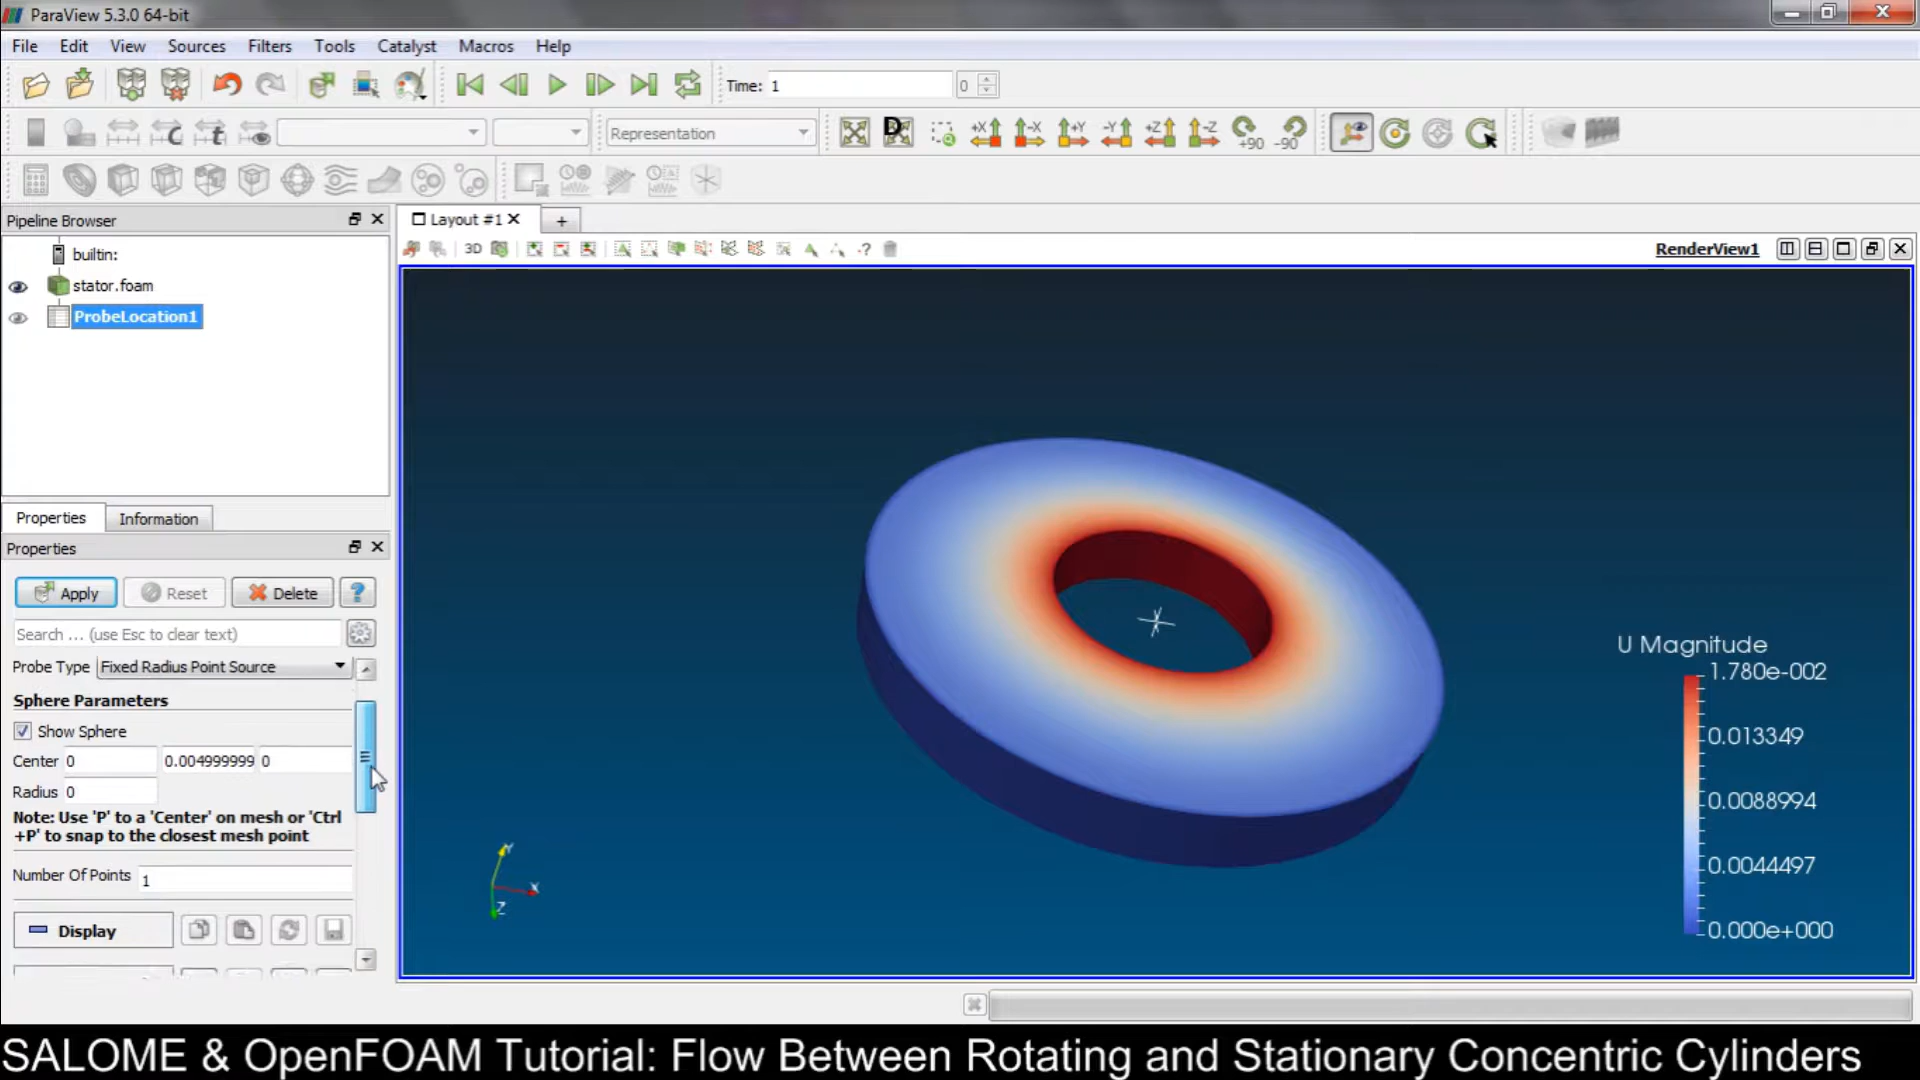 ParaView 5.3.0 64-bit
File Edit View Sources Filters Tools Catalyst Macros Help
Time: 1 0
C t Representation D +X -X +Y -Y +Z -Z +90 -90
Pipeline Browser
Layout #1 +
3D ? RenderView1
builtin:
stator.foam
ProbeLocation1
Properties Information
Properties
Apply Reset Delete ?
Search ... (use Esc to clear text)
Probe Type Fixed Radius Point Source
Sphere Parameters
Show Sphere
Center 0 0.004999999 0
Radius 0
Note: Use 'P' to a 'Center' on mesh or 'Ctrl
+P' to snap to the closest mesh point
Number Of Points 1
Display
Y
X
Z
U Magnitude
1.780e-002
0.013349
0.0088994
0.0044497
0.000e+000
SALOME & OpenFOAM Tutorial: Flow Between Rotating and Stationary Concentric Cylinders